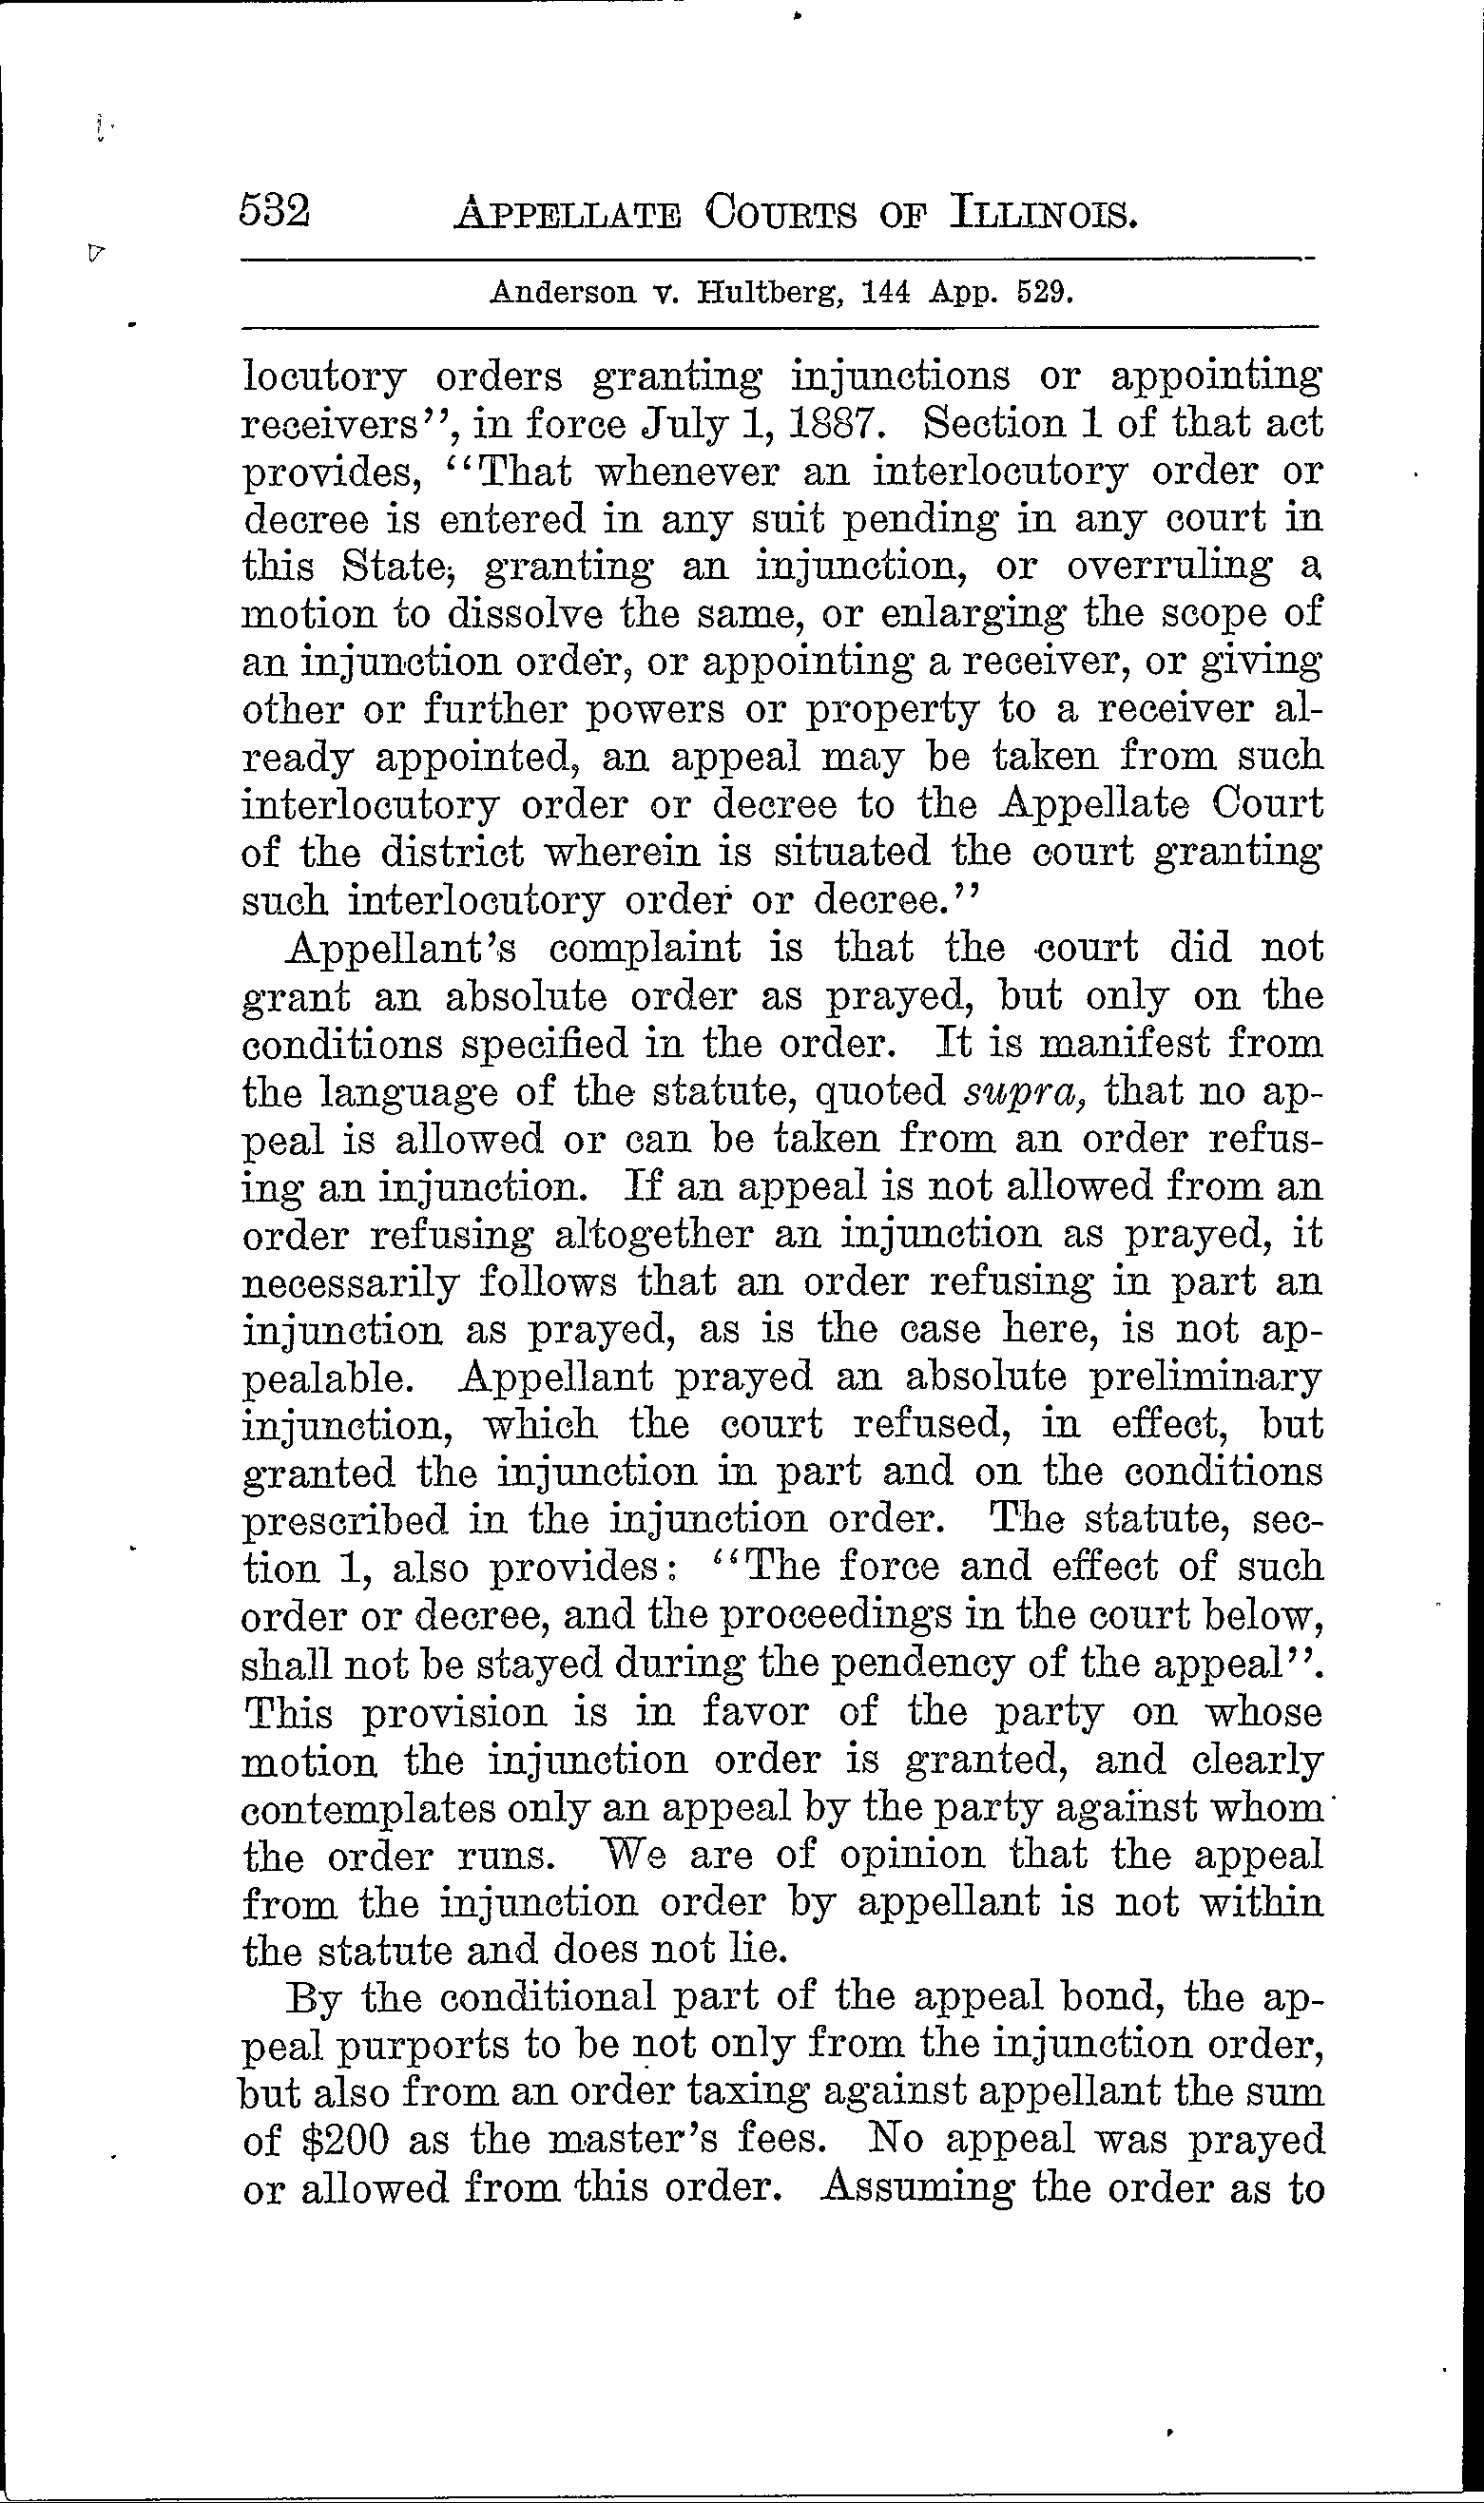 532 APPELLATE COURTS OF ILLINOIS.
Anderson v. Hultberg, 144 App. 529.
locutory orders granting injunctions or appointing
receivers”, in force July 1, 1887. Section 1 of that act
provides, “That whenever an interlocutory order or
decree is entered in any suit pending in any court in
this State, granting an injunction, or overruling a
motion to dissolve the same, or enlarging the scope of
an injunction order, or appointing a receiver, or giving
other or further powers or property to a receiver al-
ready appointed, an appeal may be taken from such
interlocutory order or decree to the Appellate Court
of the district wherein is situated the court granting
such interlocutory order or decree.”
Appellant’s complaint is that the court did not
grant an absolute order as prayed, but only on the
conditions specified in the order. It is manifest from
the language of the statute, quoted supra, that no ap-
peal is allowed or can be taken from an order refus-
ing an injunction. If an appeal is not allowed from an
order refusing altogether an injunction as prayed, it
necessarily follows that an order refusing in part an
injunction as prayed, as is the case here, is not ap-
pealable. Appellant prayed an absolute preliminary
injunction, which the court refused, in effect, but
granted the injunction in part and on the conditions
prescribed in the injunction order. The statute, sec-
tion 1, also provides: “The force and effect of such
order or decree, and the proceedings in the court below,
shall not be stayed during the pendency of the appeal”.
This provision is in favor of the party on whose
motion the injunction order is granted, and clearly
contemplates only an appeal by the party against whom
the order runs. We are of opinion that the appeal
from the injunction order by appellant is not within
the statute and does not lie.
By the conditional part of the appeal bond, the ap-
peal purports to be not only from the injunction order,
but also from an order taxing against appellant the sum
of $200 as the master’s fees. No appeal was prayed
or allowed from this order. Assuming the order as to